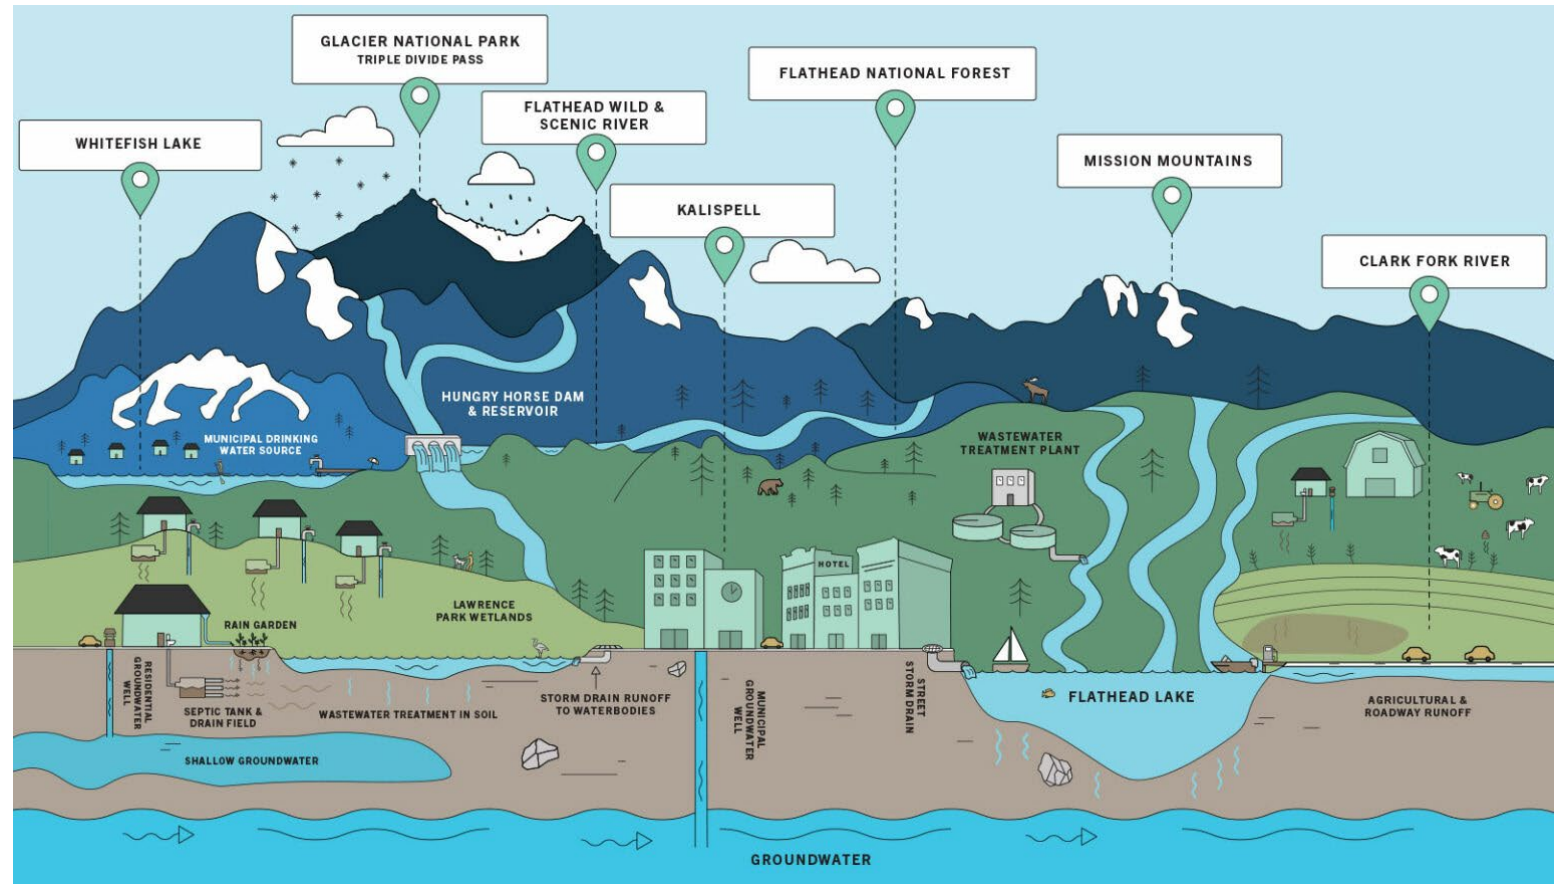 GLACIER NATIONAL PARK
TRIPLE DIVIDE PASS
FLATHEAD NATIONAL FOREST
FLATHEAD WILD &
SCENIC RIVER
WHITEFISH LAKE
MISSION MOUNTAINS
KALISPELL
CLARK FORK RIVER
HUNGRY HORSE DAM
& RESERVOIR
MUNICIPAL DRINKING
WATER SOURCE
WASTEWATER
TREATMENT PLANT
HOTEL
LAWRENCE
PARK WETLANDS
RAIN GARDEN
RESIDENTIAL
GROUNDWATER
WELL
SEPTIC TANK &
DRAIN FIELD
WASTEWATER TREATMENT IN SOIL
STORM DRAIN RUNOFF
TO WATERBODIES
MUNICIPAL
GROUNDWATER
WELL
STREET
STORM DRAIN
FLATHEAD LAKE
AGRICULTURAL &
ROADWAY RUNOFF
SHALLOW GROUNDWATER
GROUNDWATER